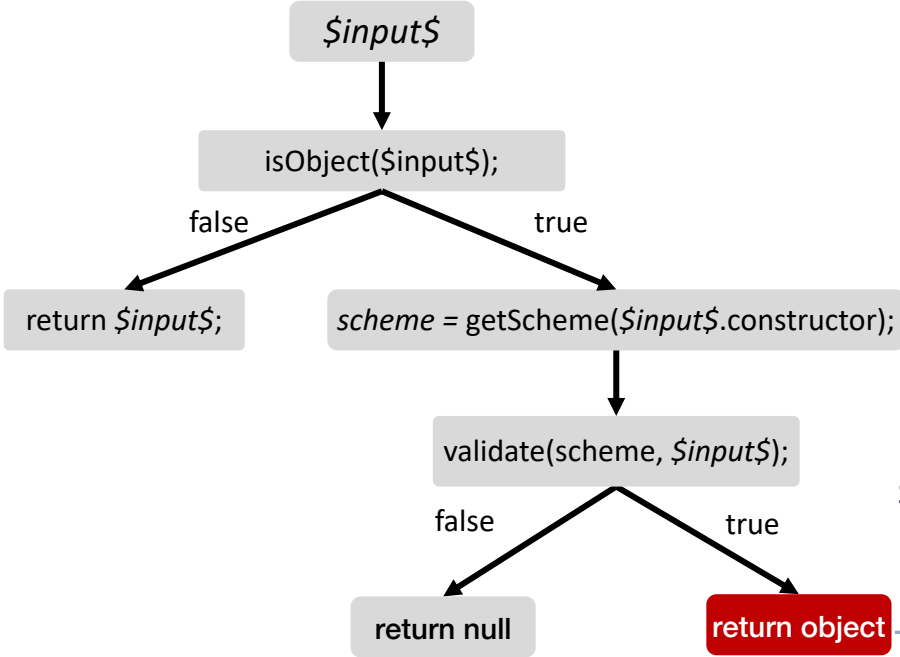 $input$
isObject($input$);
false
true
return $input$;
scheme = getScheme($input$.constructor);
validate(scheme, $input$);
false
true
return null
return object